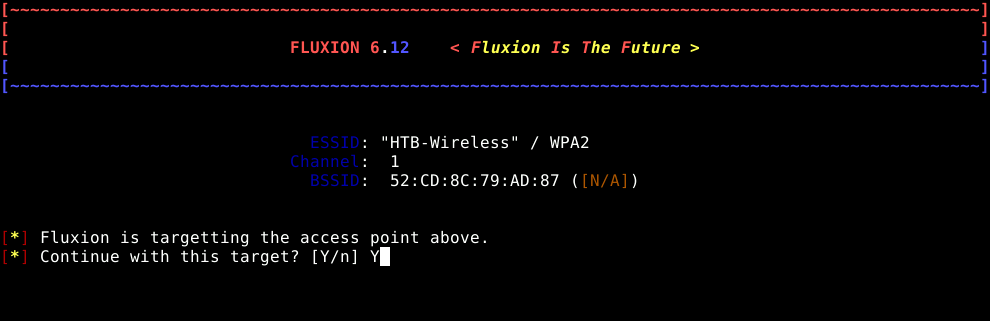 [~~~~~~~~~~~~~~~~~~~~~~~~~~~~~~~~~~~~~~~~~~~~~~~~~~~~~~~~~~~~~~~~~~~~~~~~~~~~~~~~~~~~~~~~~~~~~~~~~]
[ ]
[ FLUXION 6.12 < Fluxion Is The Future > ]
[ ]
[~~~~~~~~~~~~~~~~~~~~~~~~~~~~~~~~~~~~~~~~~~~~~~~~~~~~~~~~~~~~~~~~~~~~~~~~~~~~~~~~~~~~~~~~~~~~~~~~~]
ESSID: "HTB-Wireless" / WPA2
Channel: 1
BSSID: 52:CD:8C:79:AD:87 ([N/A])
[*] Fluxion is targetting the access point above.
[*] Continue with this target? [Y/n] Y